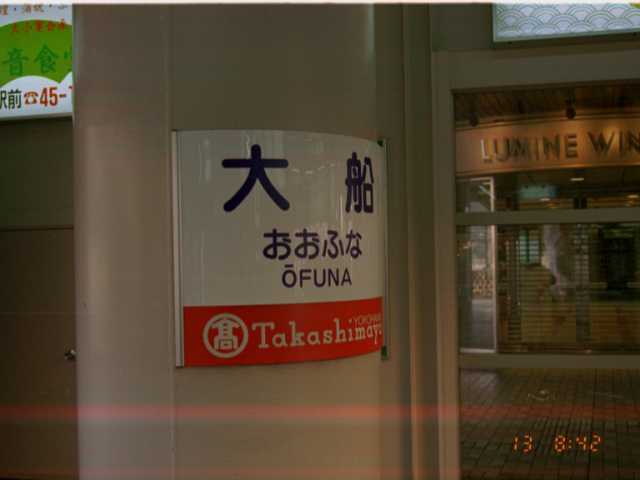 音食
駅前☎45-
大船
おおふな
ŌFUNA
髙 Takashimaya
YOKOHAMA
LUMINE WIN
13 8:42